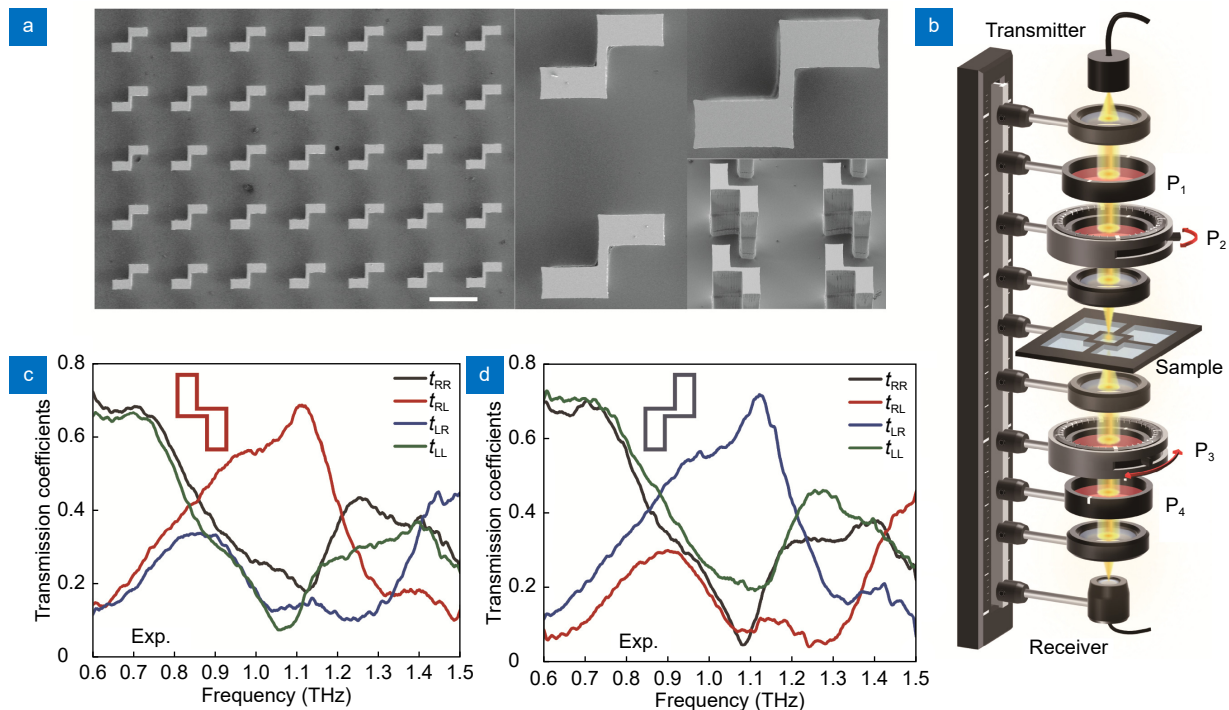 a
b
Transmitter
P1
P2
Sample
P3
P4
Receiver
c
Transmission coefficients
0.8
0.6
0.4
0.2
0
tRR
tRL
tLR
tLL
Exp.
0.6 0.7 0.8 0.9 1.0 1.1 1.2 1.3 1.4 1.5
Frequency (THz)
d
Transmission coefficients
0.8
0.6
0.4
0.2
0
tRR
tRL
tLR
tLL
Exp.
0.6 0.7 0.8 0.9 1.0 1.1 1.2 1.3 1.4 1.5
Frequency (THz)